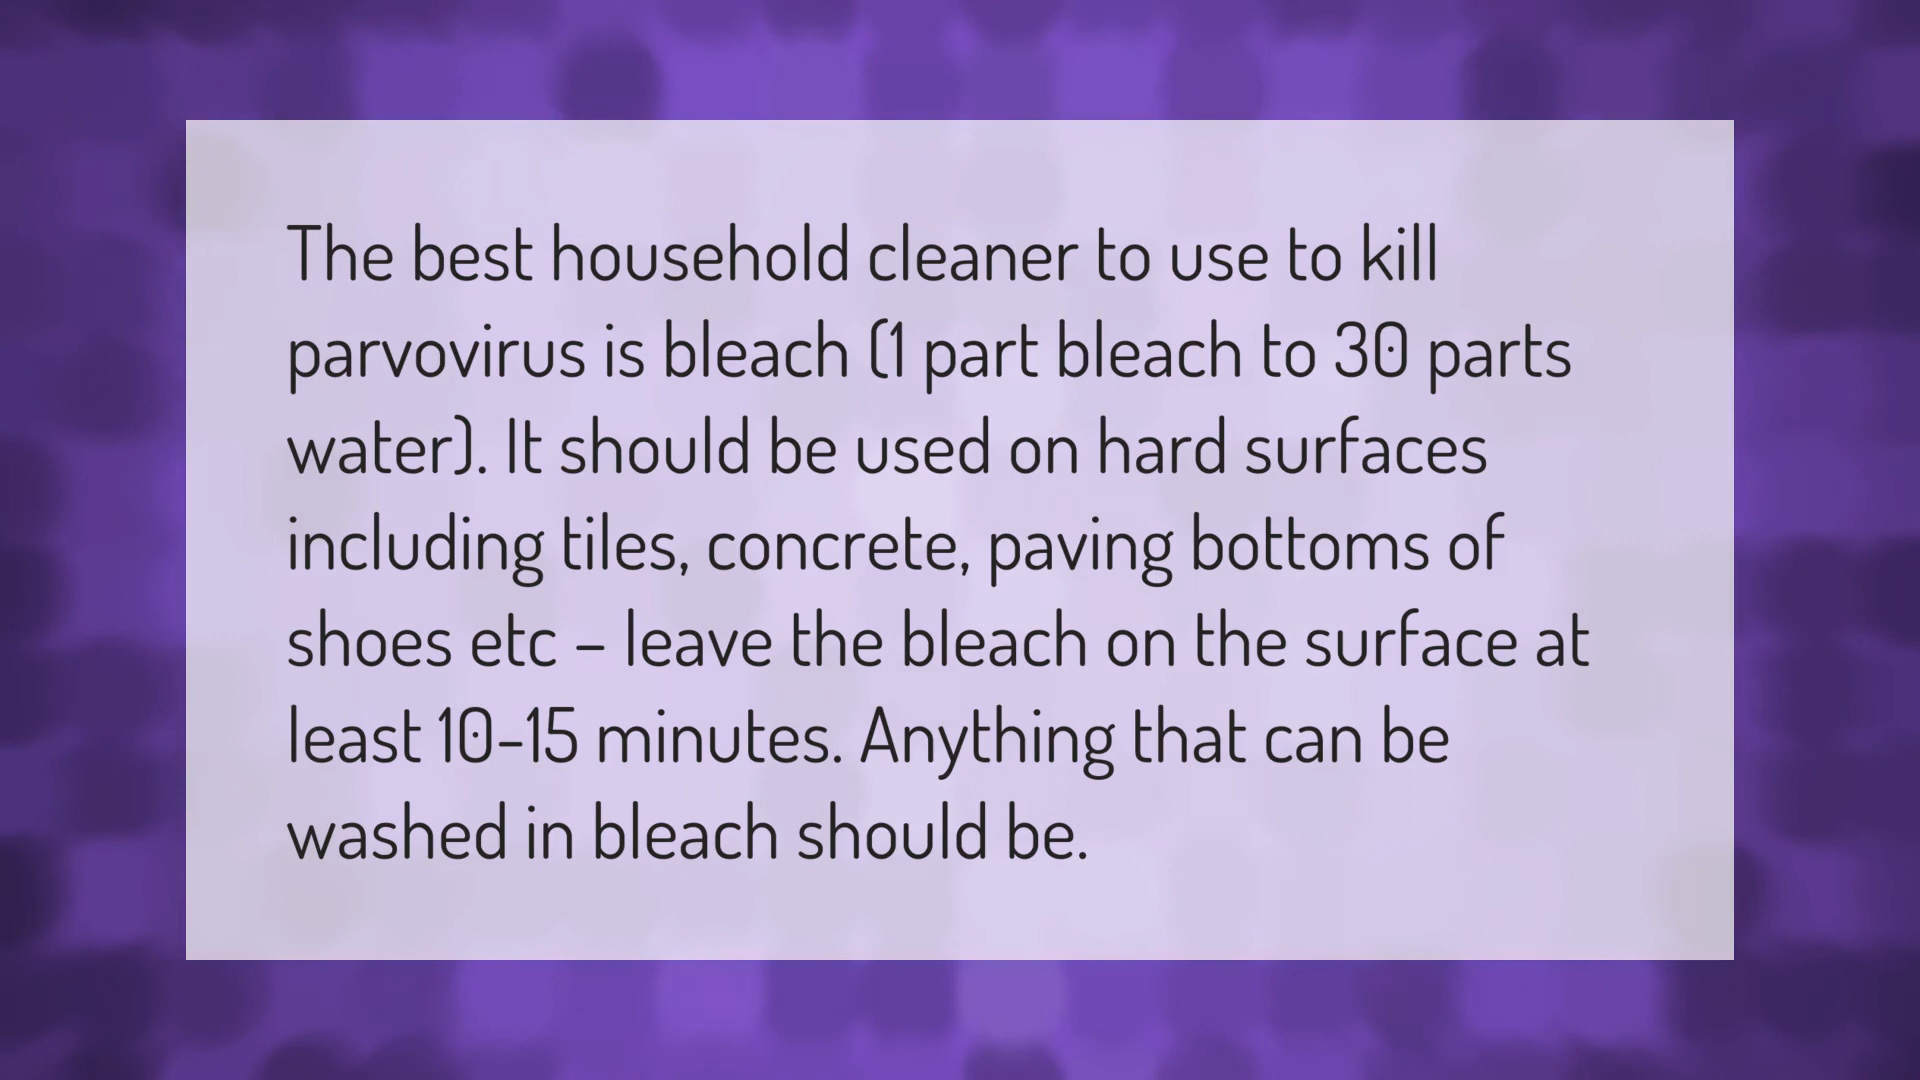 The best household cleaner to use to kill
parvovirus is bleach (1 part bleach to 30 parts
water). It should be used on hard surfaces
including tiles, concrete, paving bottoms of
shoes etc – leave the bleach on the surface at
least 10-15 minutes. Anything that can be
washed in bleach should be.